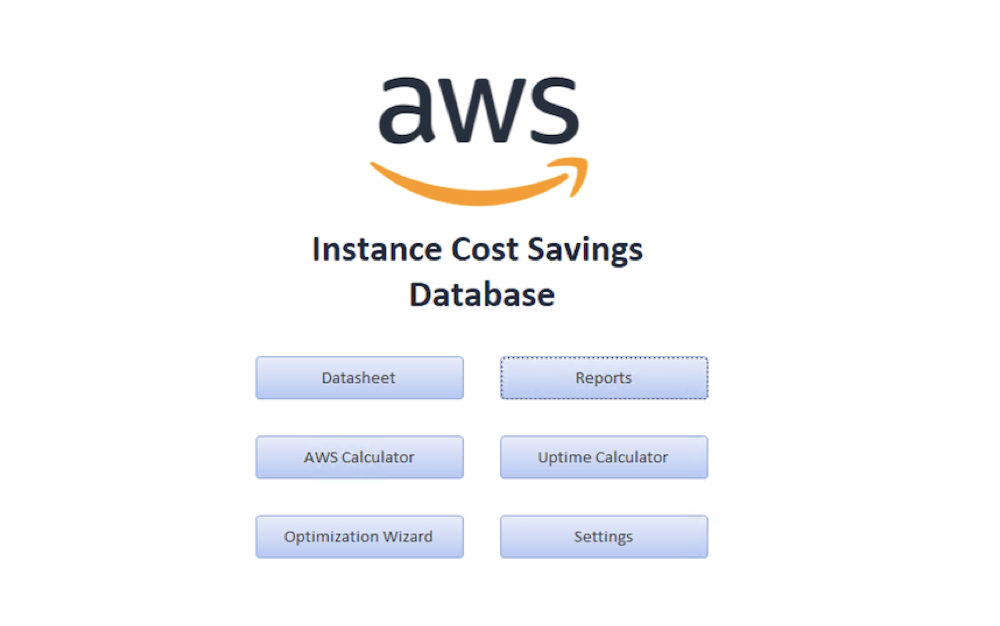 aws
Instance Cost Savings
Database
Datasheet
Reports
AWS Calculator
Uptime Calculator
Optimization Wizard
Settings